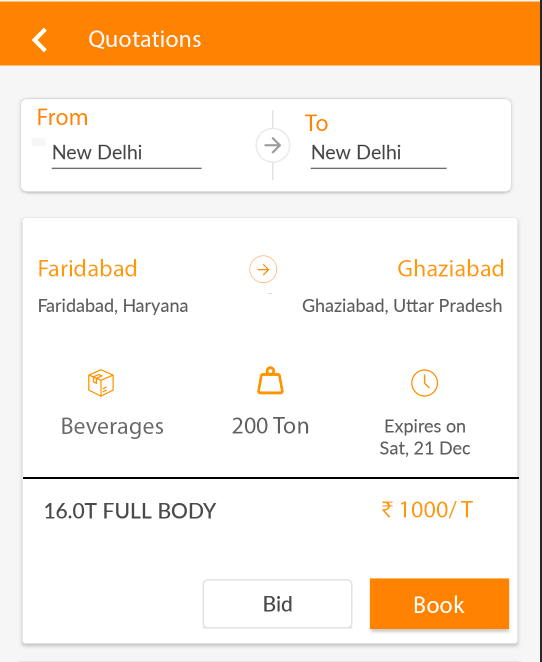 Quotations
From
To
New Delhi
New Delhi
Faridabad
Ghaziabad
Faridabad, Haryana
Ghaziabad, Uttar Pradesh
Beverages
200 Ton
Expires on
Sat, 21 Dec
16.0T FULL BODY
₹ 1000/ T
Bid
Book